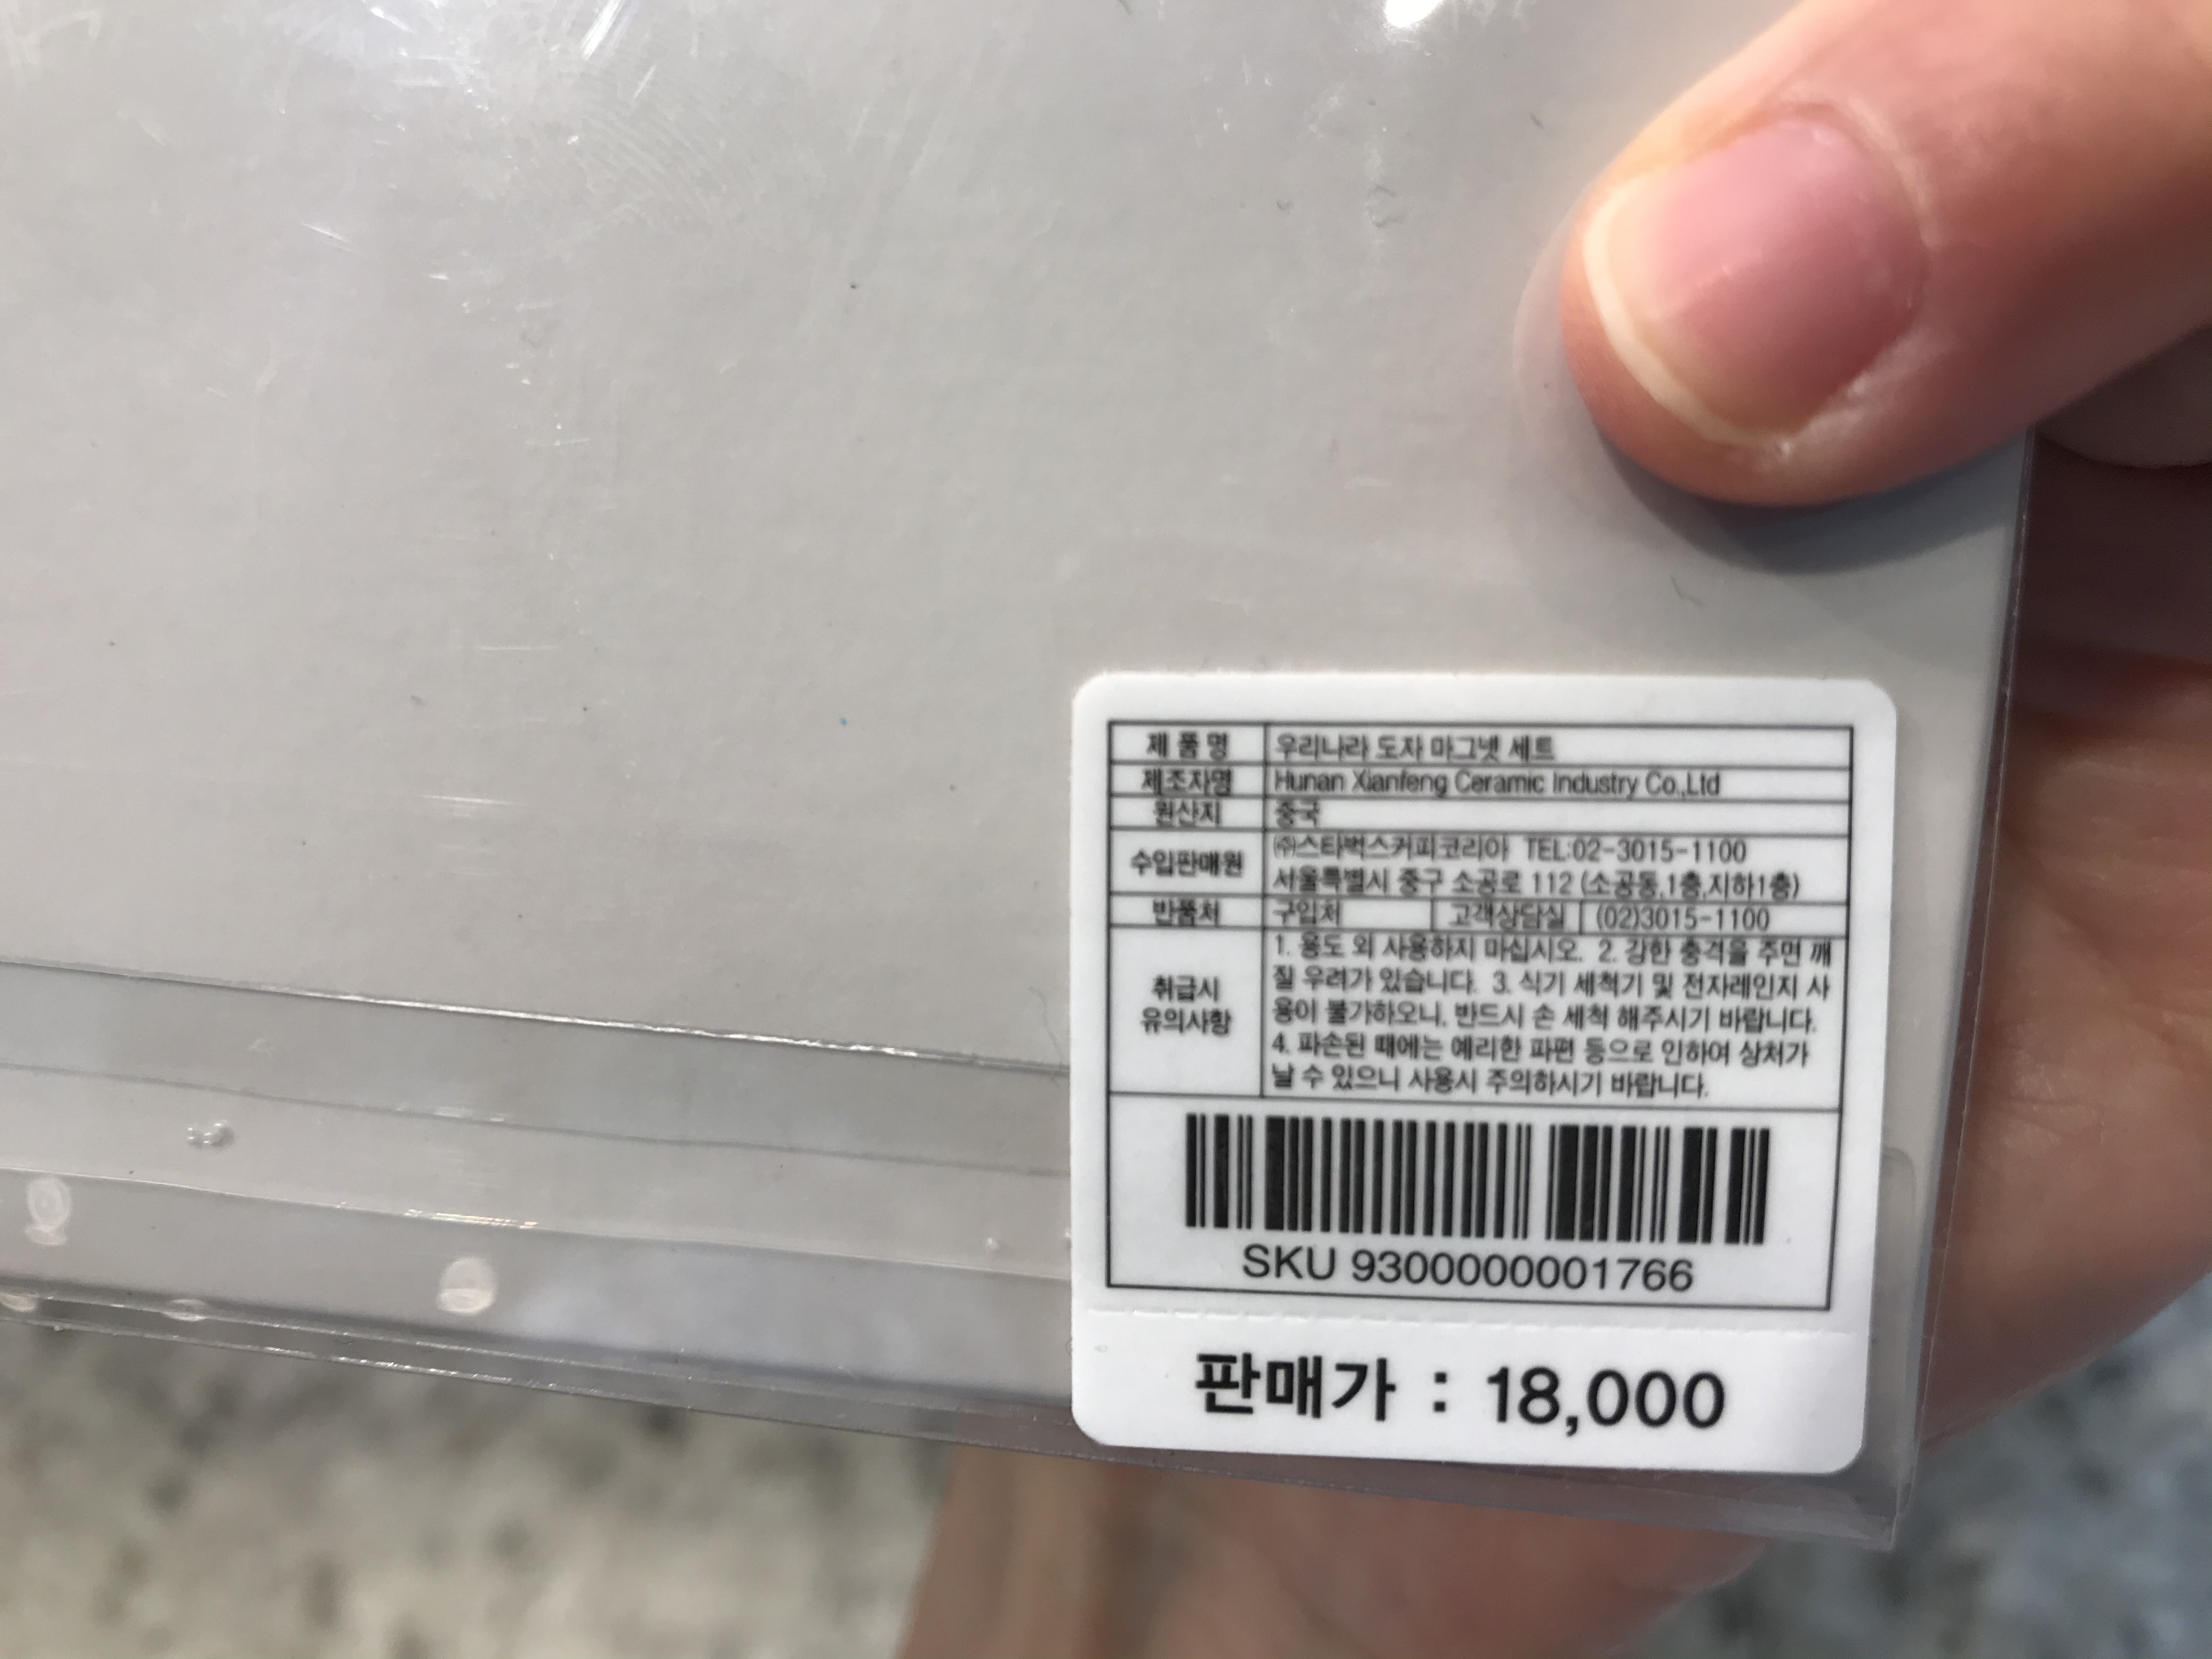 제 품 명 우리나라 도자 마그넷 세트
제조자명 Hunan Xianfeng Ceramic Industry Co.,Ltd
원산지 중국
수입판매원 ㈜스타벅스커피코리아 TEL:02-3015-1100
서울특별시 중구 소공로 112 (소공동,1층,지하1층)
반품처 구입처 고객상담실 (02)3015-1100
취급시
유의사항
1. 용도 외 사용하지 마십시오. 2. 강한 충격을 주면 깨
질 우려가 있습니다. 3. 식기 세척기 및 전자레인지 사
용이 불가하오니, 반드시 손 세척 해주시기 바랍니다.
4. 파손된 때에는 예리한 파편 등으로 인하여 상처가
날 수 있으니 사용시 주의하시기 바랍니다.
SKU 9300000001766
판매가 : 18,000